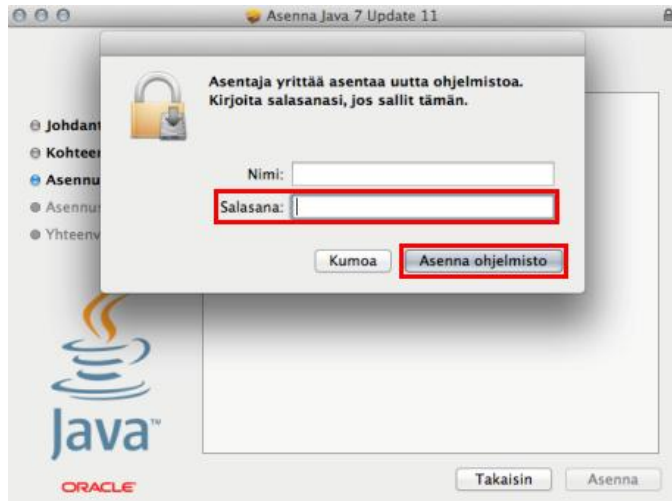 Asenna Java 7 Update 11
Asentaja yrittää asentaa uutta ohjelmistoa.
Kirjoita salasanasi, jos sallit tämän.
Johdant
Kohteen
Asennu
Asennus
Yhteenv
Nimi:
Salasana:
Kumoa
Asenna ohjelmisto
Java™
ORACLE
Takaisin
Asenna